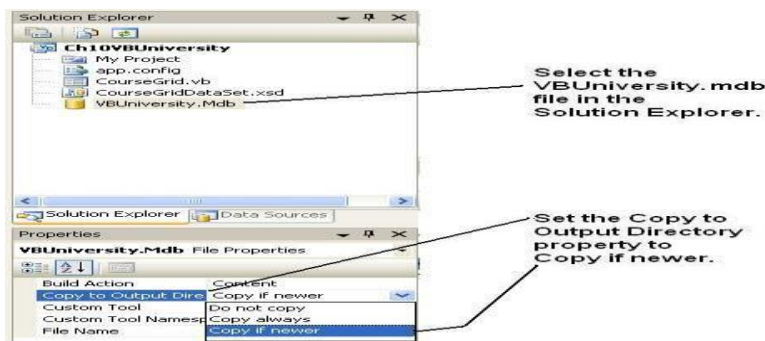 Solution Explorer
Ch10VBUniversity
My Project
app.config
CourseGrid.vb
CourseGridDataSet.xsd
VBUniversity.Mdb
Select the
VBUniversity.mdb
file in the
Solution Explorer.
Solution Explorer
Data Sources
Properties
VBUniversity.Mdb File Properties
Build Action Content
Copy to Output Dire Copy if newer
Custom Tool Do not copy
Custom Tool Namesp Copy always
File Name Copy if newer
Set the Copy to
Output Directory
property to
Copy if newer.